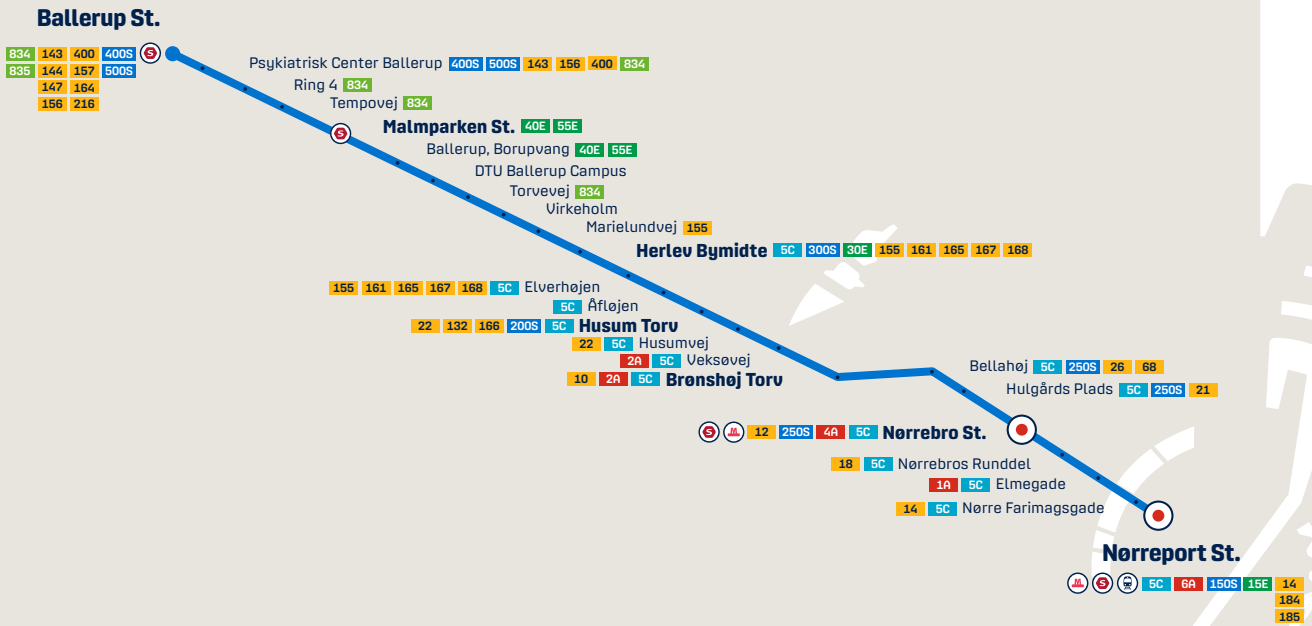 Ballerup St.
834 143 400 400S S
835 144 157 500S
147 164
156 216
Psykiatrisk Center Ballerup 400S 500S 143 156 400 834
Ring 4 834
Tempovej 834
S Malmparken St. 40E 55E
Ballerup, Borupvang 40E 55E
DTU Ballerup Campus
Torvevej 834
Virkeholm
Marielundvej 155
Herlev Bymidte 5C 300S 30E 155 161 165 167 168
155 161 165 167 168 5C Elverhøjen
5C Åfløjen
22 132 166 200S 5C Husum Torv
22 5C Husumvej
2A 5C Veksøvej
10 2A 5C Brønshøj Torv
Bellahøj 5C 250S 26 68
Hulgårds Plads 5C 250S 21
S M 12 250S 4A 5C Nørrebro St.
18 5C Nørrebros Runddel
1A 5C Elmegade
14 5C Nørre Farimagsgade
Nørreport St.
M S 5C 6A 150S 15E 14
184
185